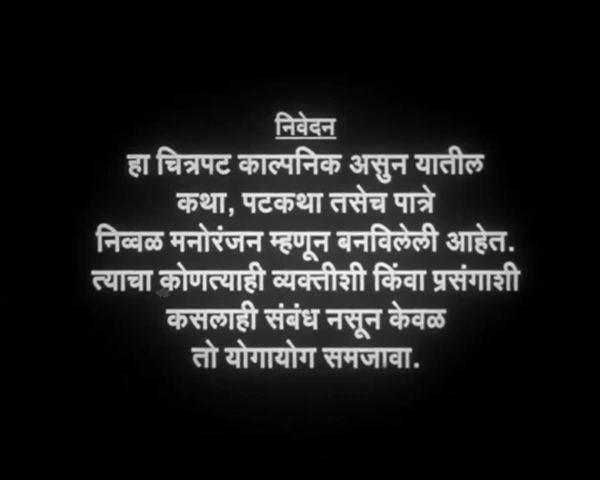 निवेदन
हा चित्रपट काल्पनिक असुन यातील
कथा, पटकथा तसेच पात्रे
निव्वळ मनोरंजन म्हणून बनविलेली आहेत.
त्याचा कोणत्याही व्यक्तीशी किंवा प्रसंगाशी
कसलाही संबंध नसून केवळ
तो योगायोग समजावा.